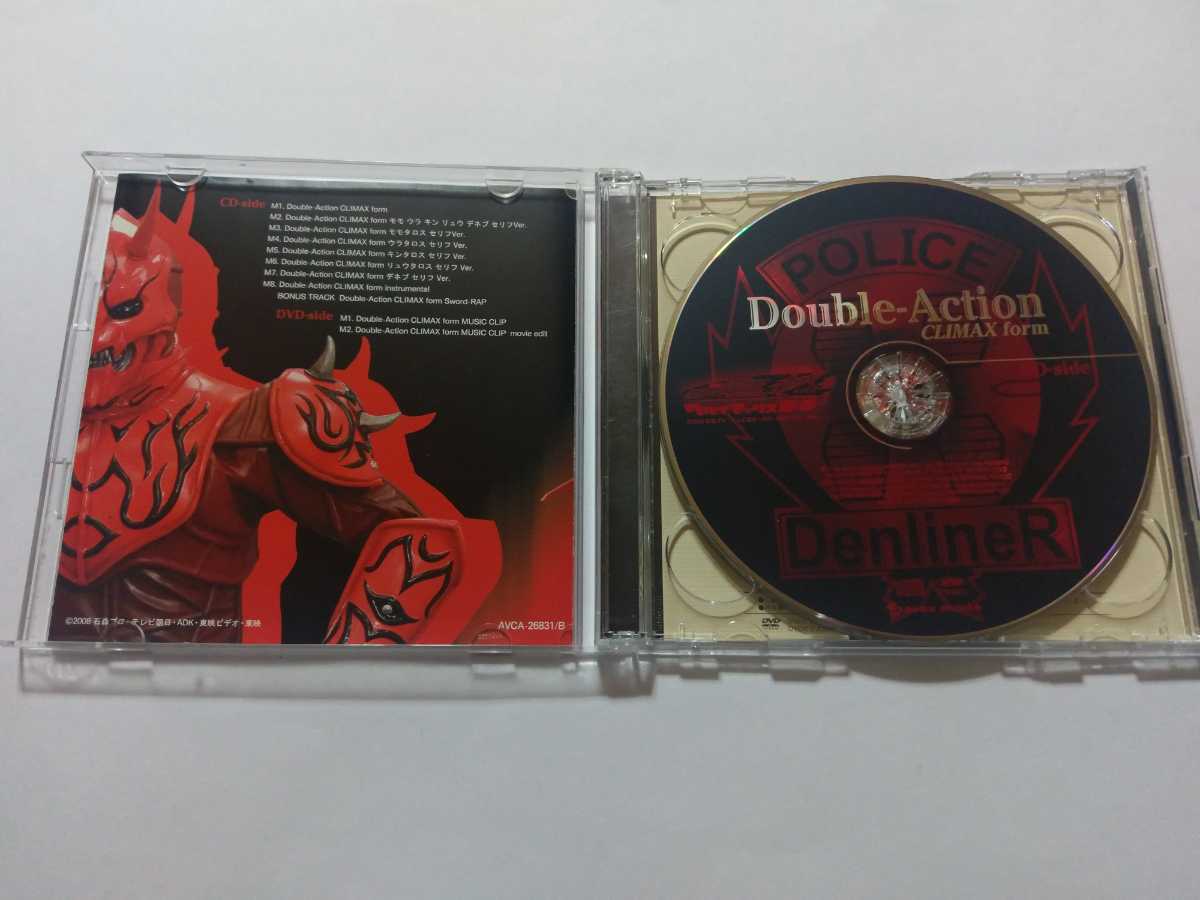 CD-side M1. Double-Action CLIMAX form
M2. Double-Action CLIMAX form モモ ウラ キン リュウ デネブ セリフVer.
M3. Double-Action CLIMAX form モモタロス セリフVer.
M4. Double-Action CLIMAX form ウラタロス セリフ Ver.
M5. Double-Action CLIMAX form キンタロス セリフ Ver.
M6. Double-Action CLIMAX form リュウタロス セリフ Ver.
M7. Double-Action CLIMAX form デネブ セリフ Ver.
M8. Double-Action CLIMAX form instrumental
BONUS TRACK Double-Action CLIMAX form Sword-RAP
DVD-side M1. Double-Action CLIMAX form MUSIC CLIP
M2. Double-Action CLIMAX form MUSIC CLIP movie edit
©2008 石森プロ・テレビ朝日・ADK・東映ビデオ・東映
AVCA-26831/B
POLICE
Double-Action
CLIMAX form
D-side
DenlineR
DVD